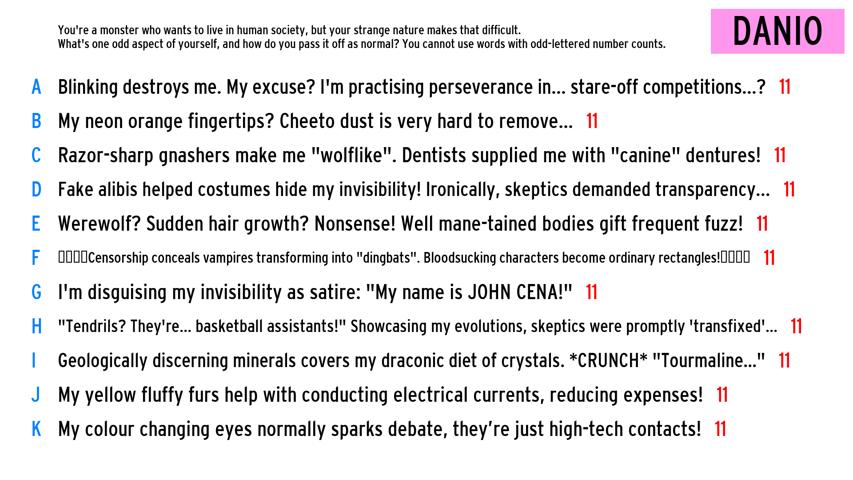 You're a monster who wants to live in human society, but your strange nature makes that difficult.
What's one odd aspect of yourself, and how do you pass it off as normal? You cannot use words with odd-lettered number counts.
DANIO
A Blinking destroys me. My excuse? I'm practising perseverance in... stare-off competitions...? 11
B My neon orange fingertips? Cheeto dust is very hard to remove... 11
C Razor-sharp gnashers make me "wolflike". Dentists supplied me with "canine" dentures! 11
D Fake alibis helped costumes hide my invisibility! Ironically, skeptics demanded transparency... 11
E Werewolf? Sudden hair growth? Nonsense! Well mane-tained bodies gift frequent fuzz! 11
F ▯▯▯▯Censorship conceals vampires transforming into "dingbats". Bloodsucking characters become ordinary rectangles!▯▯▯▯ 11
G I'm disguising my invisibility as satire: "My name is JOHN CENA!" 11
H "Tendrils? They're... basketball assistants!" Showcasing my evolutions, skeptics were promptly 'transfixed'... 11
I Geologically discerning minerals covers my draconic diet of crystals. *CRUNCH* "Tourmaline..." 11
J My yellow fluffy furs help with conducting electrical currents, reducing expenses! 11
K My colour changing eyes normally sparks debate, they’re just high-tech contacts! 11